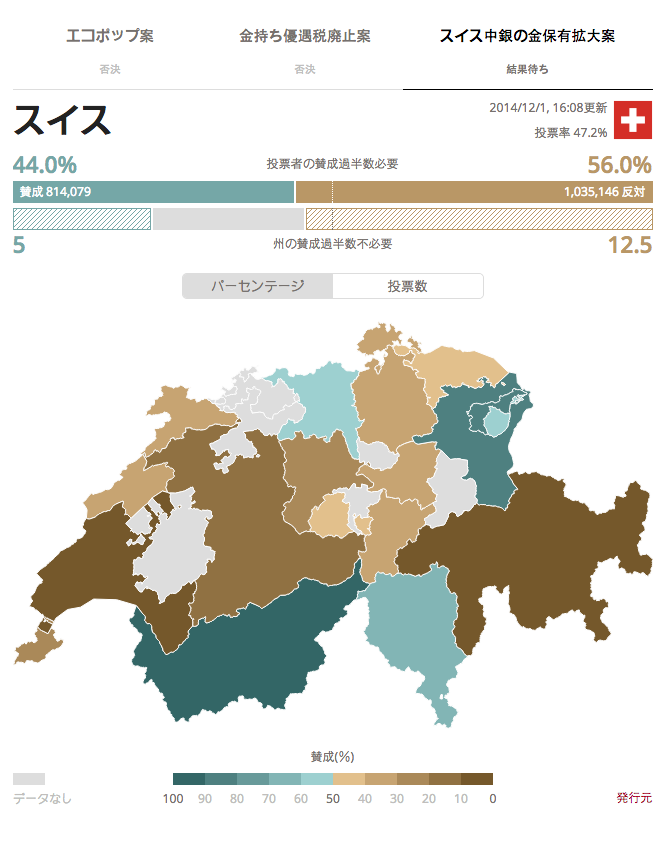 エコポップ案 金持ち優遇税廃止案 スイス中銀の金保有拡大案
否決 否決 結果待ち
スイス
2014/12/1, 16:08更新
投票率 47.2%
44.0% 投票者の賛成過半数必要 56.0%
賛成 814,079 1,035,146 反対
5 州の賛成過半数不必要 12.5
パーセンテージ 投票数
賛成(%)
データなし 100 90 80 70 60 50 40 30 20 10 0 発行元